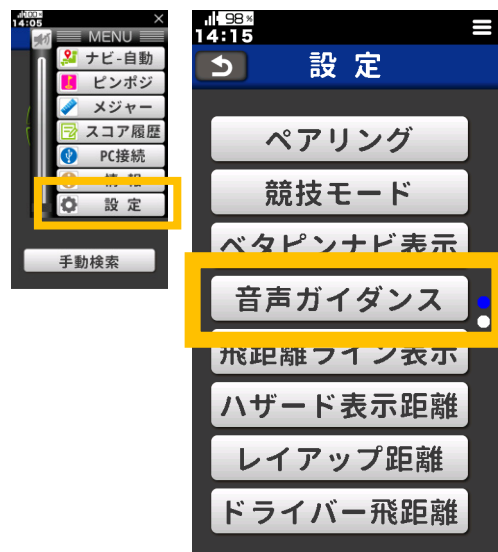 100%
14:05
×
MENU
ナビ-自動
ピンポジ
メジャー
スコア履歴
PC接続
情 報
設 定
手動検索
98%
14:15
設 定
ペアリング
競技モード
ベタピンナビ表示
音声ガイダンス
飛距離ライン表示
ハザード表示距離
レイアップ距離
ドライバー飛距離